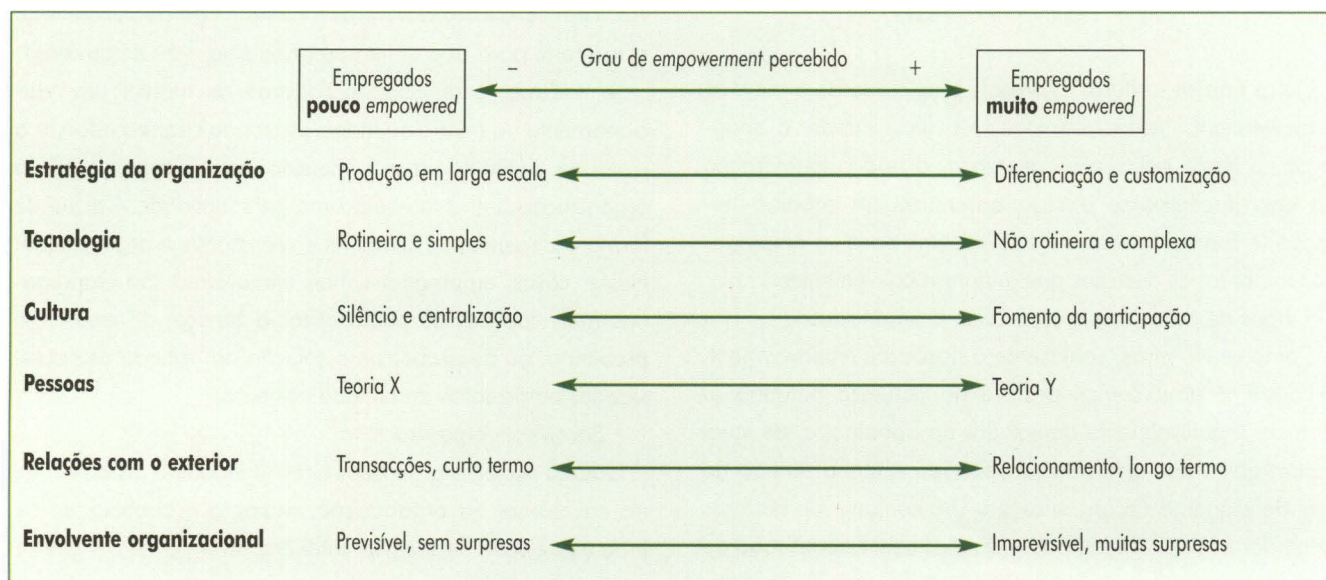 Grau de empowerment percebido
– +
Empregados pouco empowered
Empregados muito empowered
Estratégia da organização Produção em larga escala Diferenciação e customização
Tecnologia Rotineira e simples Não rotineira e complexa
Cultura Silêncio e centralização Fomento da participação
Pessoas Teoria X Teoria Y
Relações com o exterior Transacções, curto termo Relacionamento, longo termo
Envolvente organizacional Previsível, sem surpresas Imprevisível, muitas surpresas